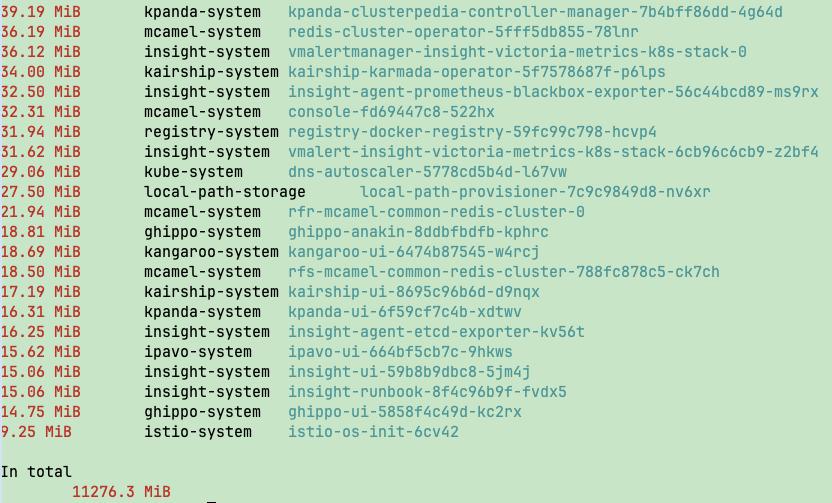 39.19 MiB kpanda-system kpanda-clusterpedia-controller-manager-7b4bff86dd-4g64d
36.19 MiB mcamel-system redis-cluster-operator-5fff5db855-78lnr
36.12 MiB insight-system vmalertmanager-insight-victoria-metrics-k8s-stack-0
34.00 MiB kairship-system kairship-karmada-operator-5f7578687f-p6lps
32.50 MiB insight-system insight-agent-prometheus-blackbox-exporter-56c44bcd89-ms9rx
32.31 MiB mcamel-system console-fd69447c8-522hx
31.94 MiB registry-system registry-docker-registry-59fc99c798-hcvp4
31.62 MiB insight-system vmalert-insight-victoria-metrics-k8s-stack-6cb96c6cb9-z2bf4
29.06 MiB kube-system dns-autoscaler-5778cd5b4d-l67vw
27.50 MiB local-path-storage local-path-provisioner-7c9c9849d8-nv6xr
21.94 MiB mcamel-system rfr-mcamel-common-redis-cluster-0
18.81 MiB ghippo-system ghippo-anakin-8ddbfbdfb-kphrc
18.69 MiB kangaroo-system kangaroo-ui-6474b87545-w4rcj
18.50 MiB mcamel-system rfs-mcamel-common-redis-cluster-788fc878c5-ck7ch
17.19 MiB kairship-system kairship-ui-8695c96b6d-d9nqx
16.31 MiB kpanda-system kpanda-ui-6f59cf7c4b-xdtwv
16.25 MiB insight-system insight-agent-etcd-exporter-kv56t
15.62 MiB ipavo-system ipavo-ui-664bf5cb7c-9hkws
15.06 MiB insight-system insight-ui-59b8b9dbc8-5jm4j
15.06 MiB insight-system insight-runbook-8f4c96b9f-fvdx5
14.75 MiB ghippo-system ghippo-ui-5858f4c49d-kc2rx
9.25 MiB istio-system istio-os-init-6cv42
In total
11276.3 MiB